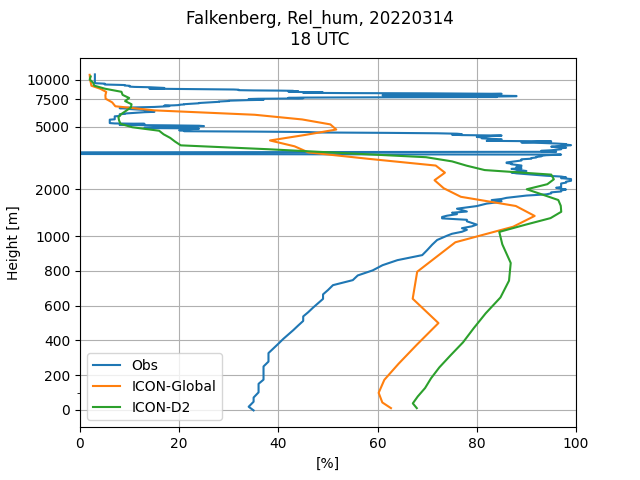 Falkenberg, Rel_hum, 20220314
18 UTC
10000
7500
5000
2000
1000
800
600
400
200
0
Height [m]
Obs
ICON-Global
ICON-D2
0 20 40 60 80 100
[%]